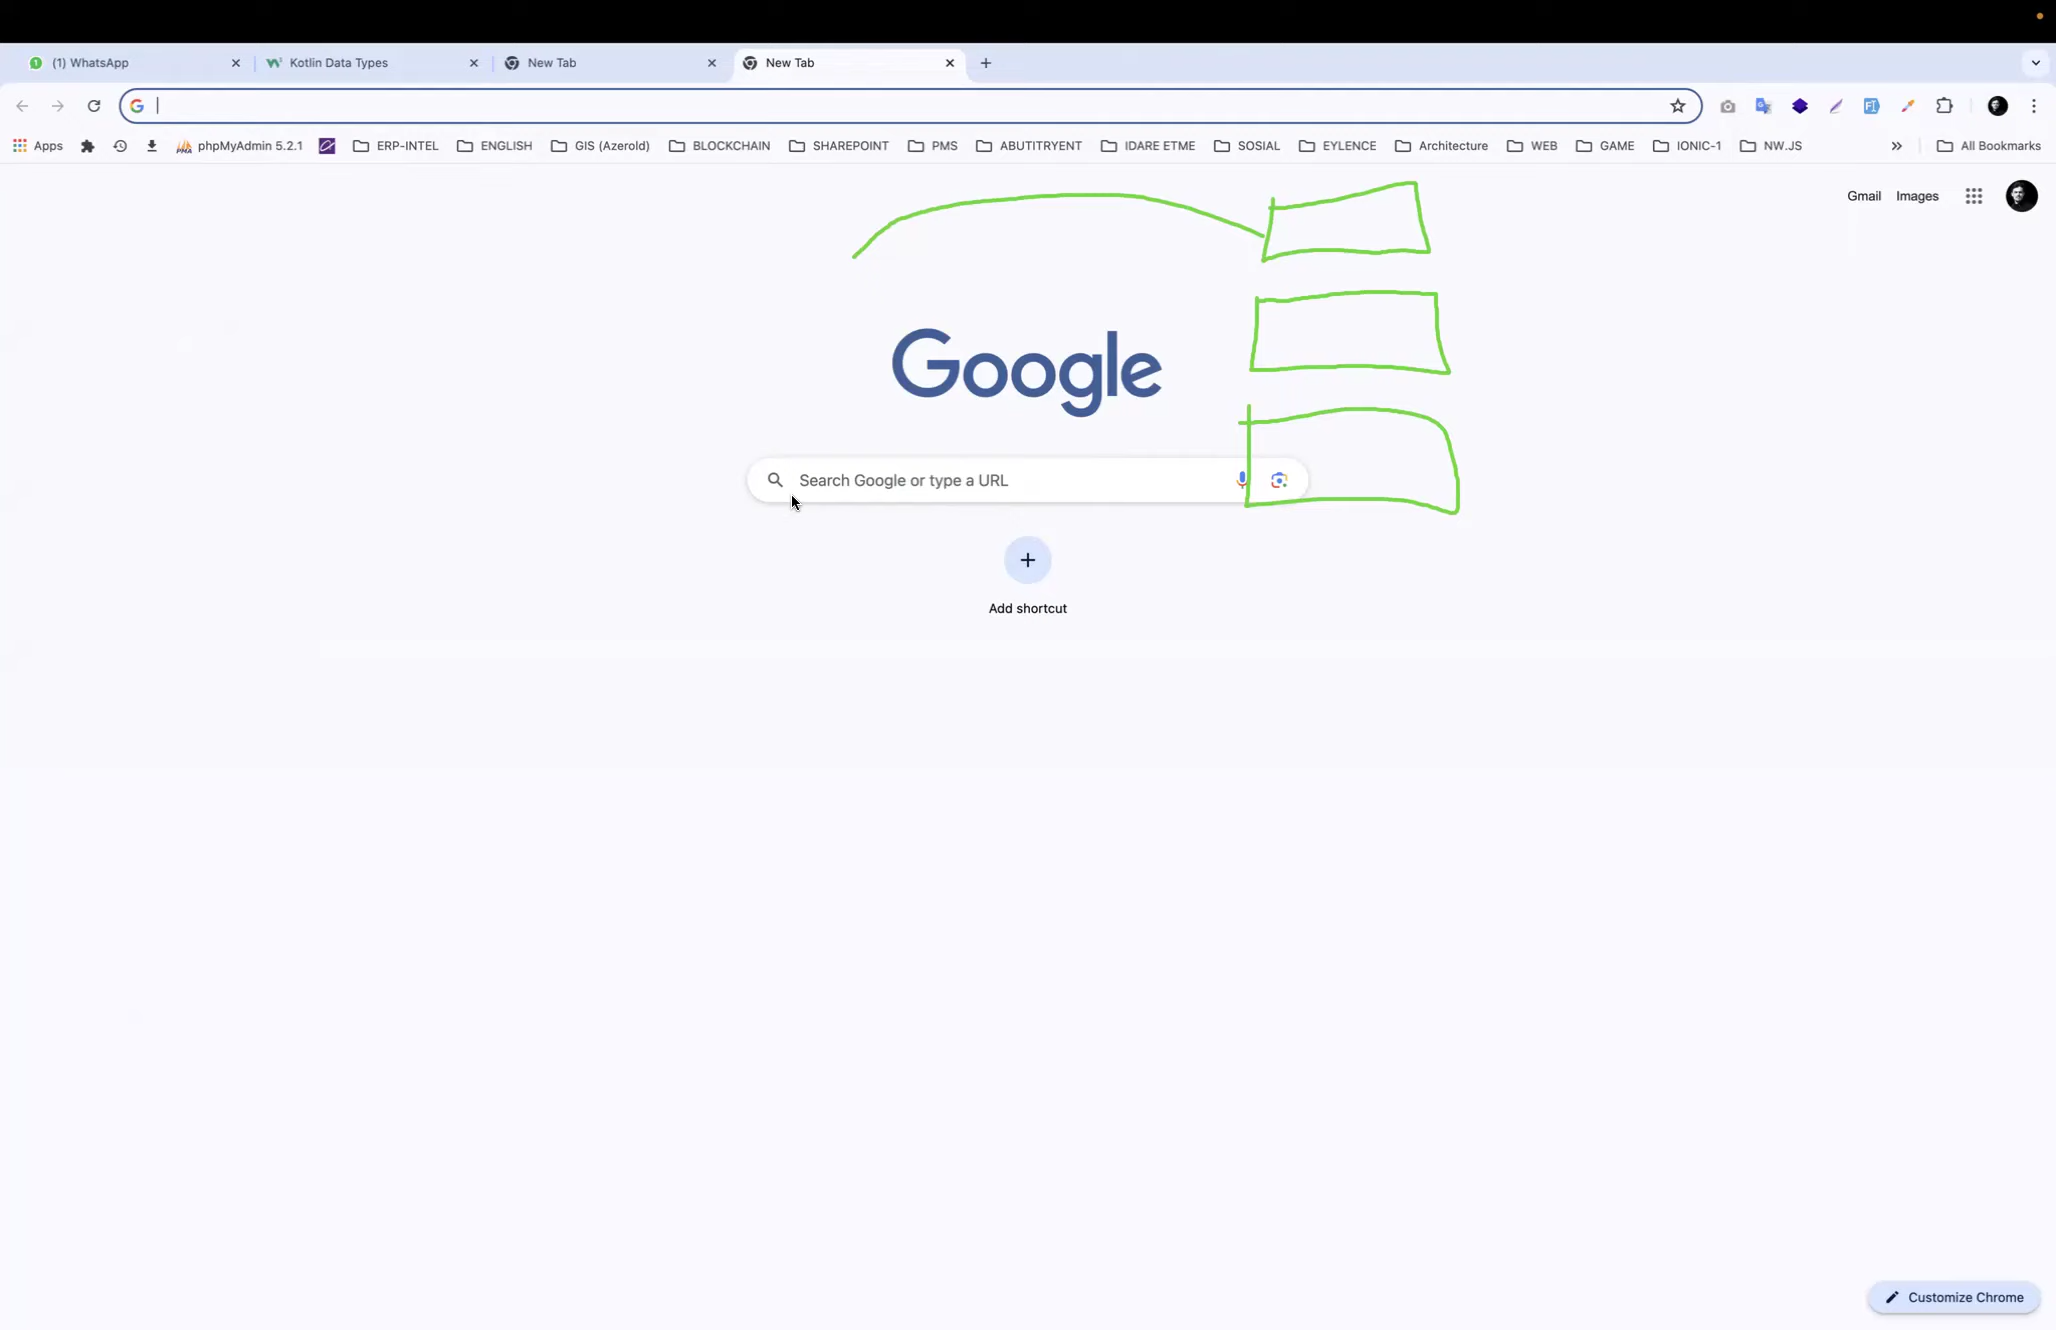 (1) WhatsApp
Kotlin Data Types
New Tab
New Tab
Apps
phpMyAdmin 5.2.1
ERP-INTEL
ENGLISH
GIS (Azerold)
BLOCKCHAIN
SHAREPOINT
PMS
ABUTITRYENT
IDARE ETME
SOSIAL
EYLENCE
Architecture
WEB
GAME
IONIC-1
NW.JS
All Bookmarks
Gmail Images
Google
Search Google or type a URL
Add shortcut
Customize Chrome